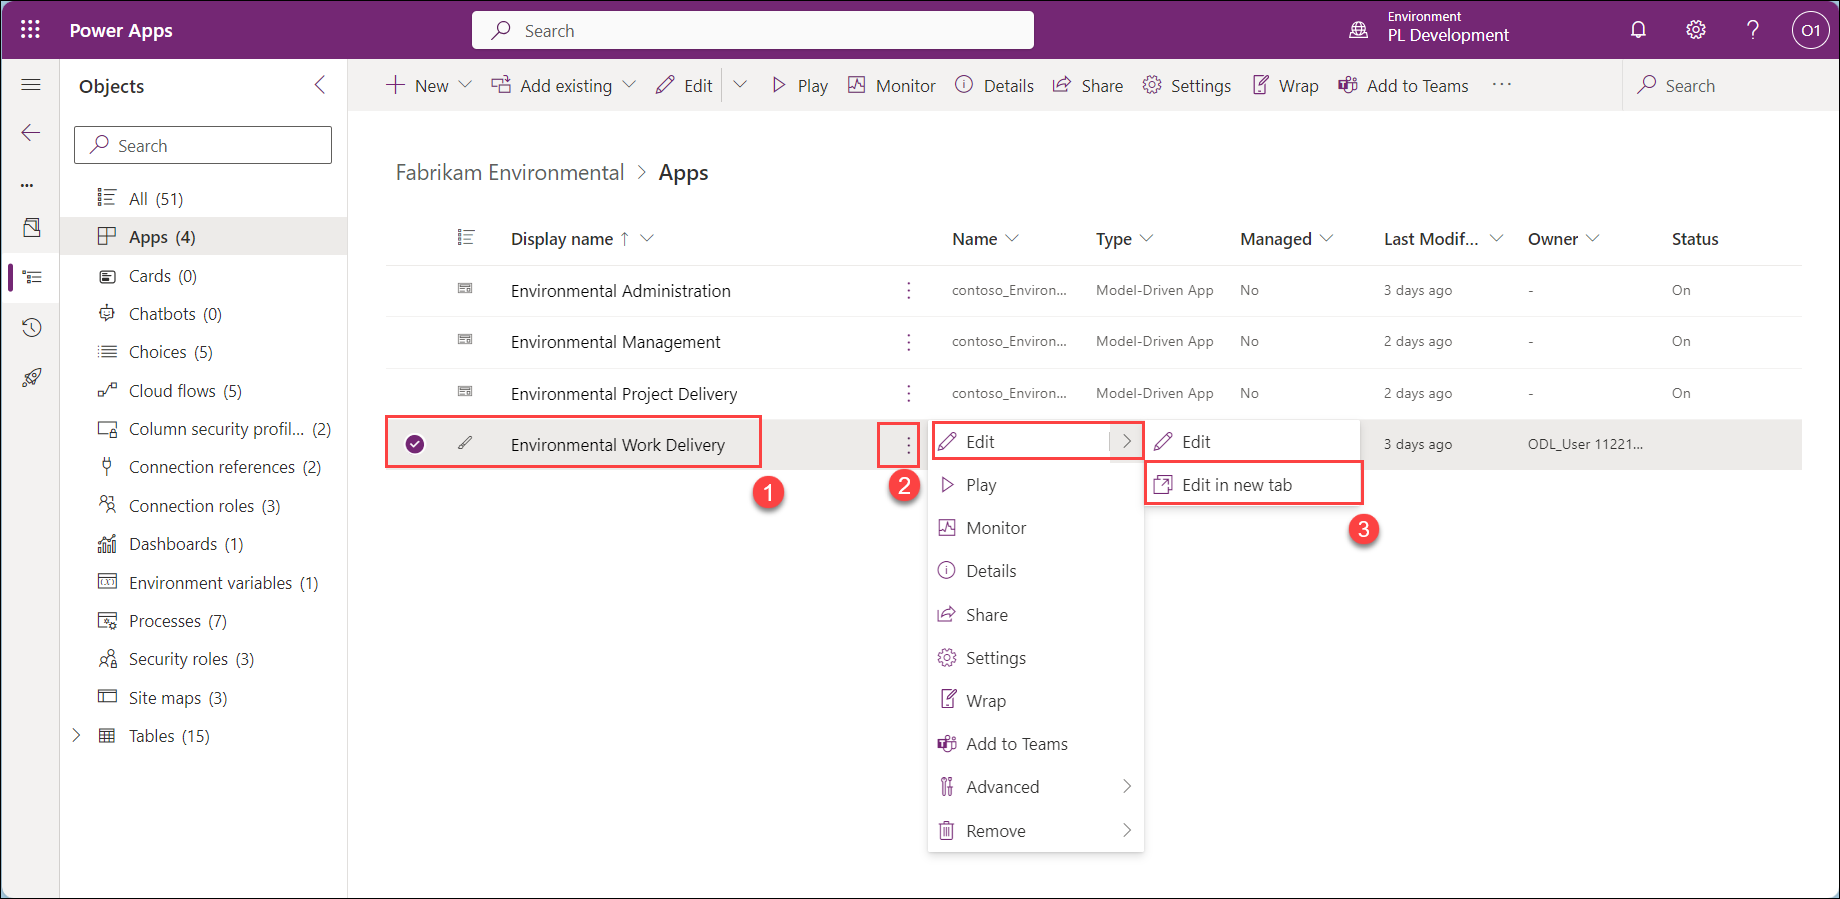 Power Apps
Search
Environment
PL Development
O1
Objects
New
Add existing
Edit
Play
Monitor
Details
Share
Settings
Wrap
Add to Teams
...
Search
Search
...
All (51)
Apps (4)
Cards (0)
Chatbots (0)
Choices (5)
Cloud flows (5)
Column security profil... (2)
Connection references (2)
Connection roles (3)
Dashboards (1)
Environment variables (1)
Processes (7)
Security roles (3)
Site maps (3)
Tables (15)
Fabrikam Environmental > Apps
Display name ↑ Name Type Managed Last Modif... Owner Status
Environmental Administration contoso_Environ... Model-Driven App No 3 days ago - On
Environmental Management contoso_Environ... Model-Driven App No 2 days ago - On
Environmental Project Delivery contoso_Environ... Model-Driven App No 2 days ago - On
Environmental Work Delivery 3 days ago ODL_User 11221...
1
2
Edit
Play
Monitor
Details
Share
Settings
Wrap
Add to Teams
Advanced
Remove
Edit
Edit in new tab
3